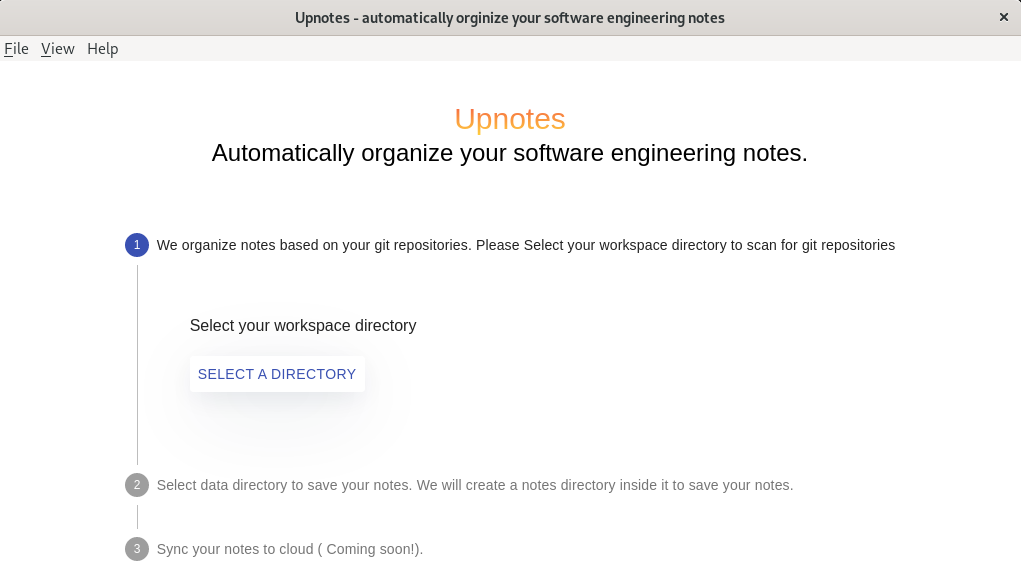 Upnotes - automatically orginize your software engineering notes
×
File View Help
Upnotes
Automatically organize your software engineering notes.
1 We organize notes based on your git repositories. Please Select your workspace directory to scan for git repositories
Select your workspace directory
SELECT A DIRECTORY
2 Select data directory to save your notes. We will create a notes directory inside it to save your notes.
3 Sync your notes to cloud ( Coming soon!).